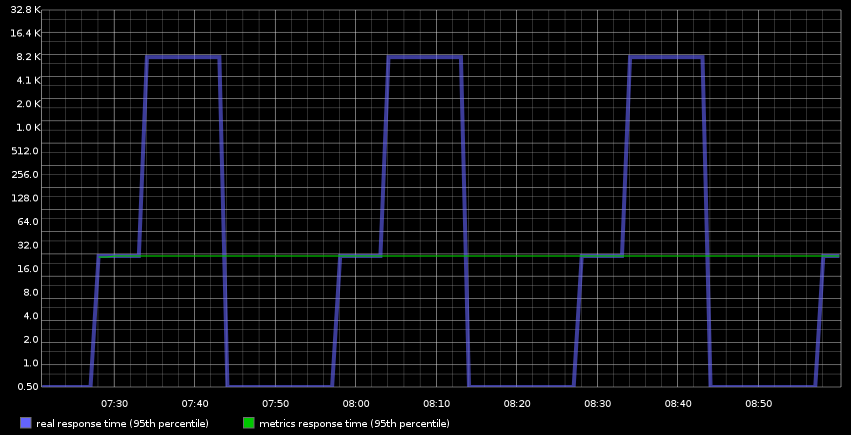 32.8 K
16.4 K
8.2 K
4.1 K
2.0 K
1.0 K
512.0
256.0
128.0
64.0
32.0
16.0
8.0
4.0
2.0
1.0
0.50
07:30 07:40 07:50 08:00 08:10 08:20 08:30 08:40 08:50
real response time (95th percentile) metrics response time (95th percentile)